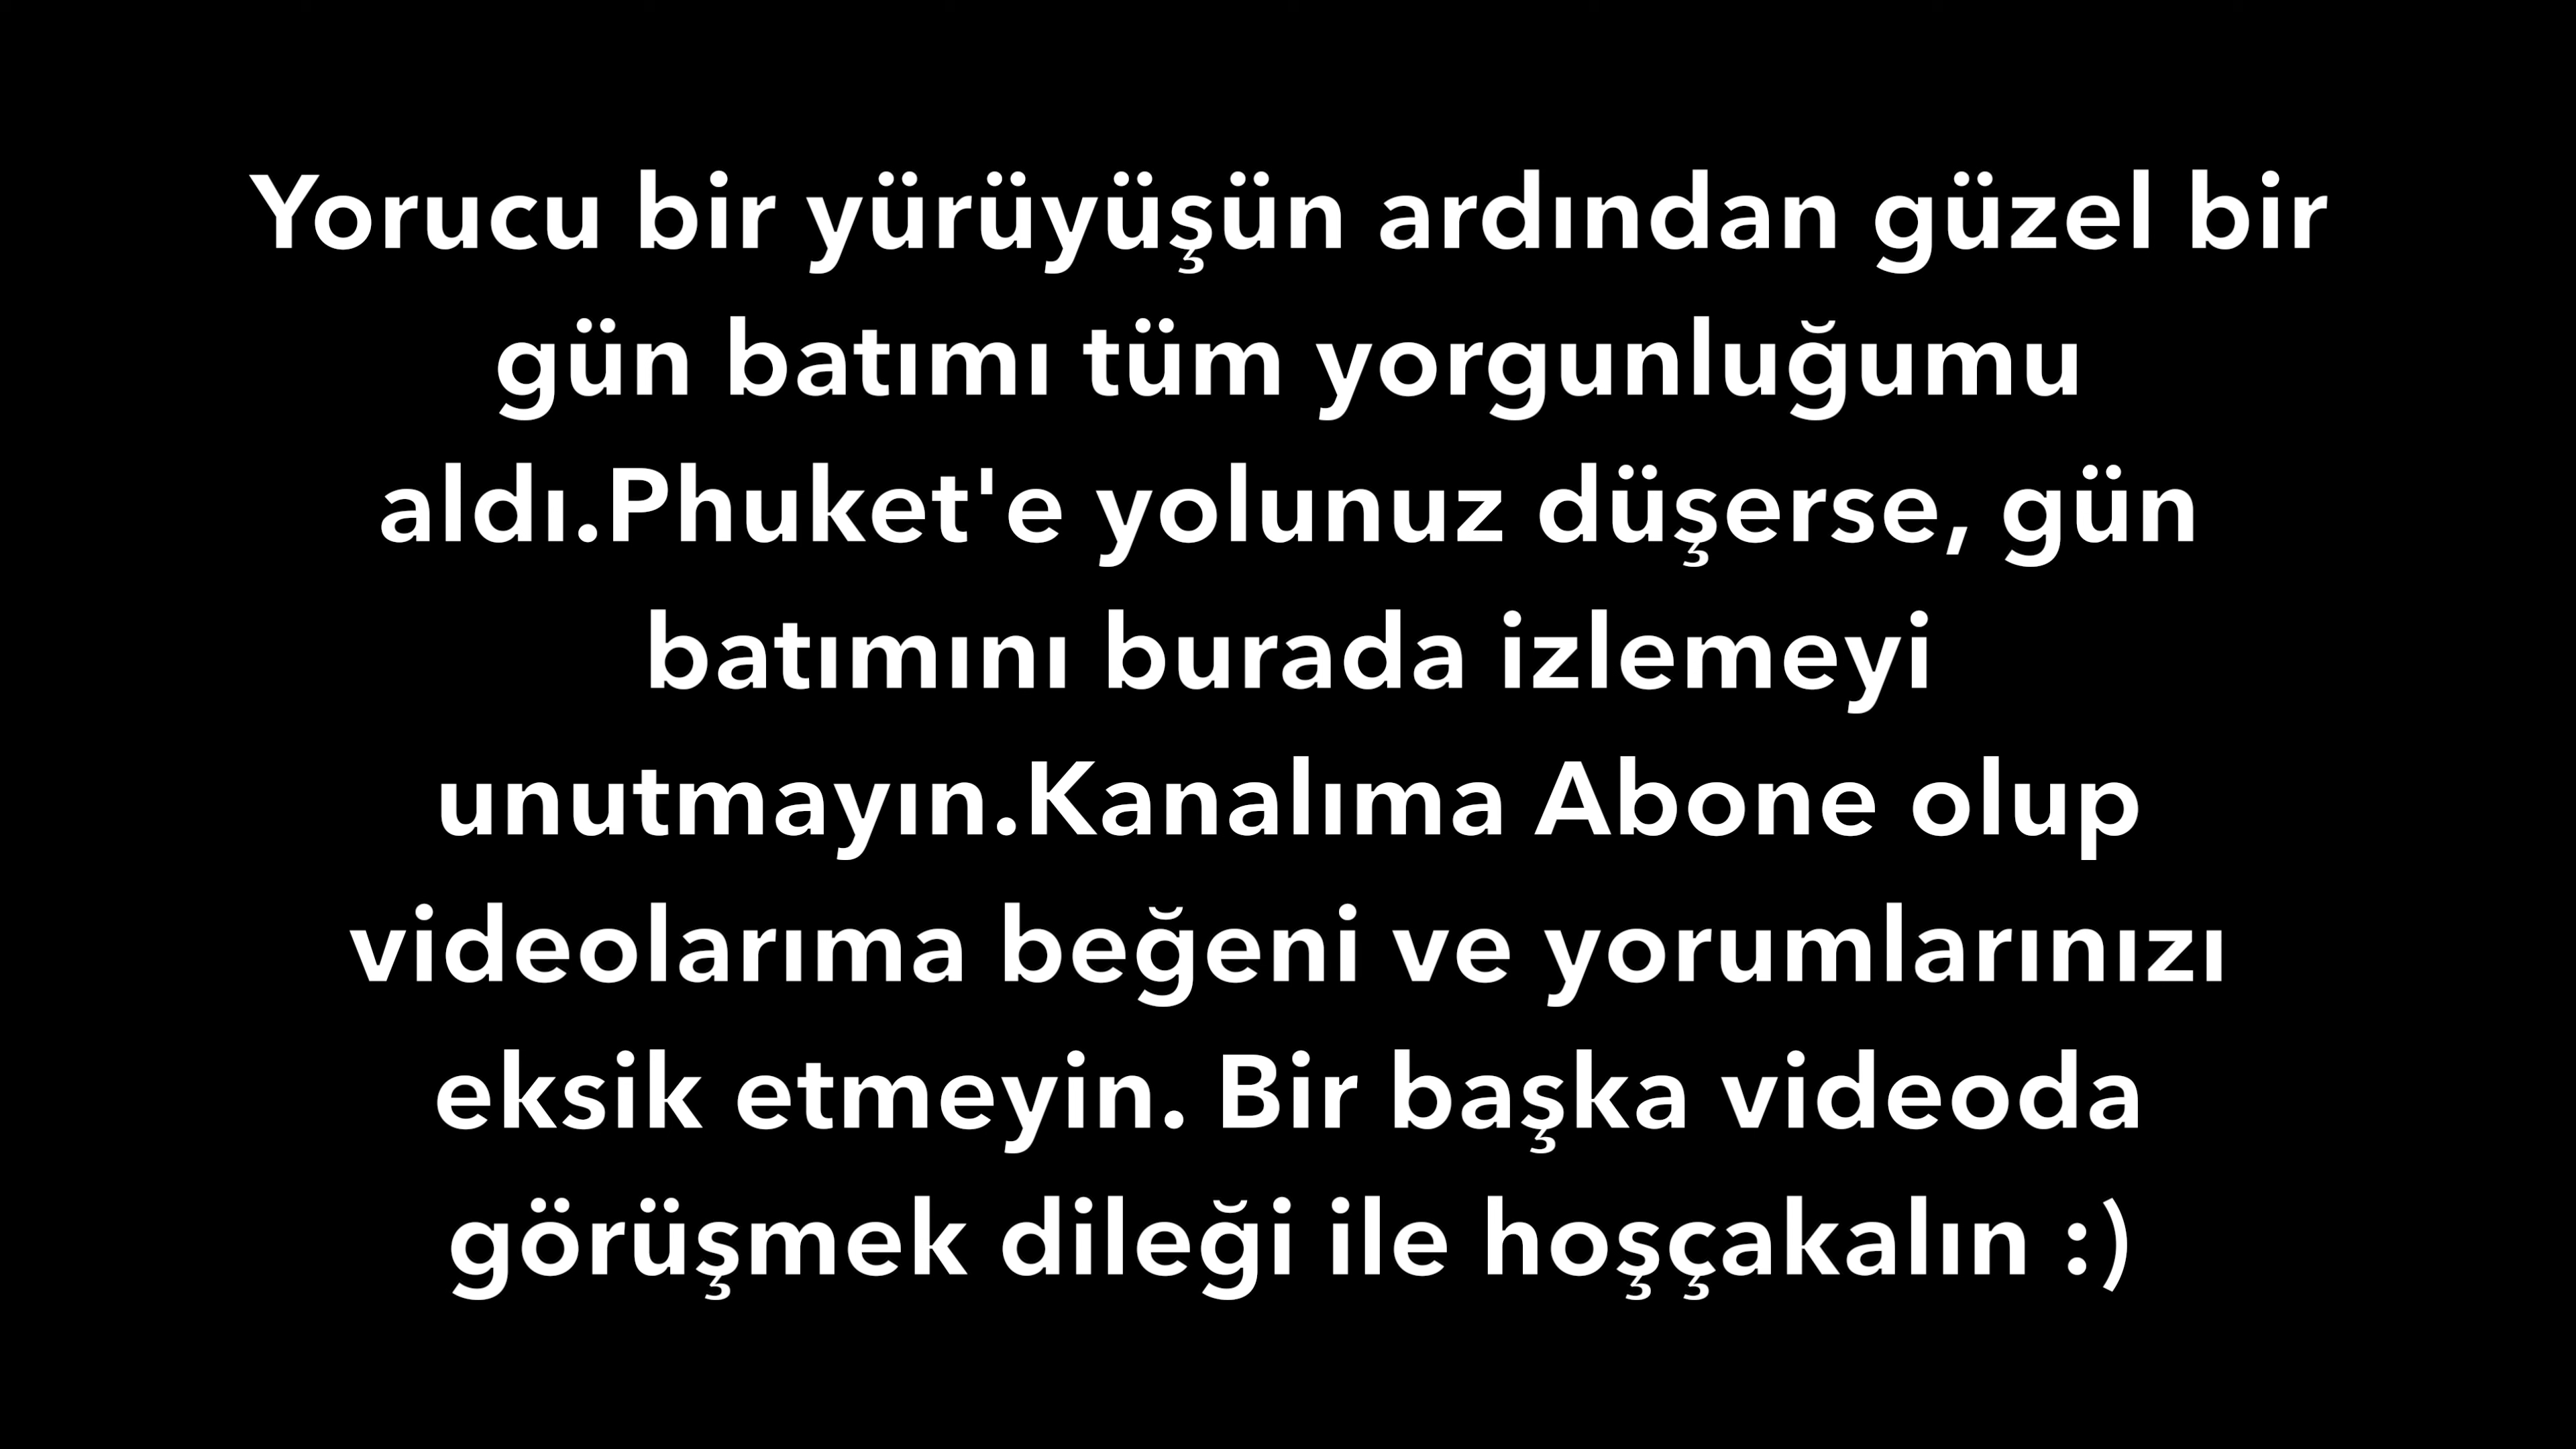 Yorucu bir yürüyüşün ardından güzel bir
gün batımı tüm yorgunluğumu
aldı.Phuket'e yolunuz düşerse, gün
batımını burada izlemeyi
unutmayın.Kanalıma Abone olup
videolarıma beğeni ve yorumlarınızı
eksik etmeyin. Bir başka videoda
görüşmek dileği ile hoşçakalın :)